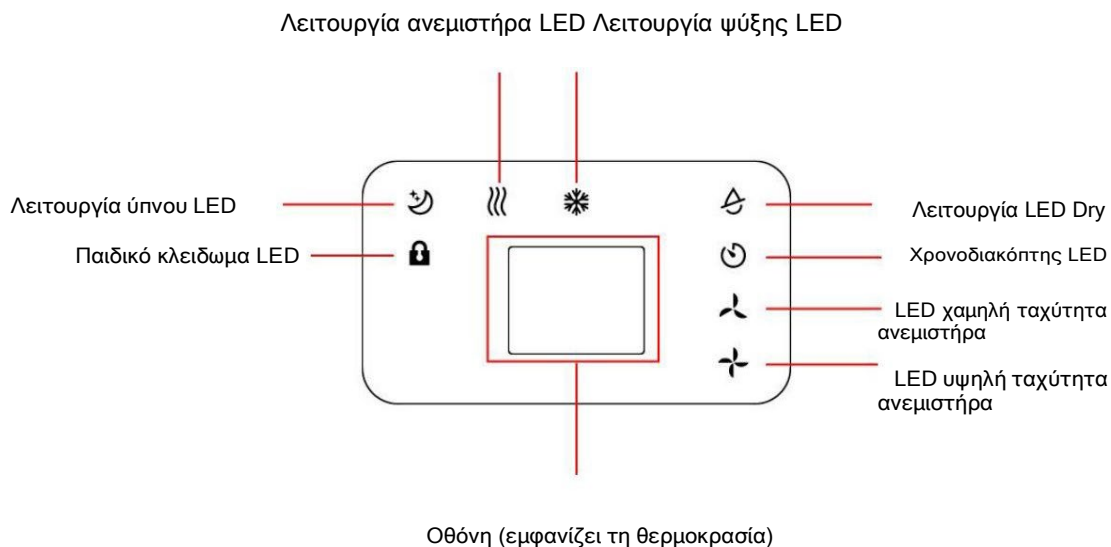 Λειτουργία ανεμιστήρα LED Λειτουργία ψύξης LED
Λειτουργία ύπνου LED
Παιδικό κλειδωμα LED
Λειτουργία LED Dry
Χρονοδιακόπτης LED
LED χαμηλή ταχύτητα
ανεμιστήρα
LED υψηλή ταχύτητα
ανεμιστήρα
Οθόνη (εμφανίζει τη θερμοκρασία)